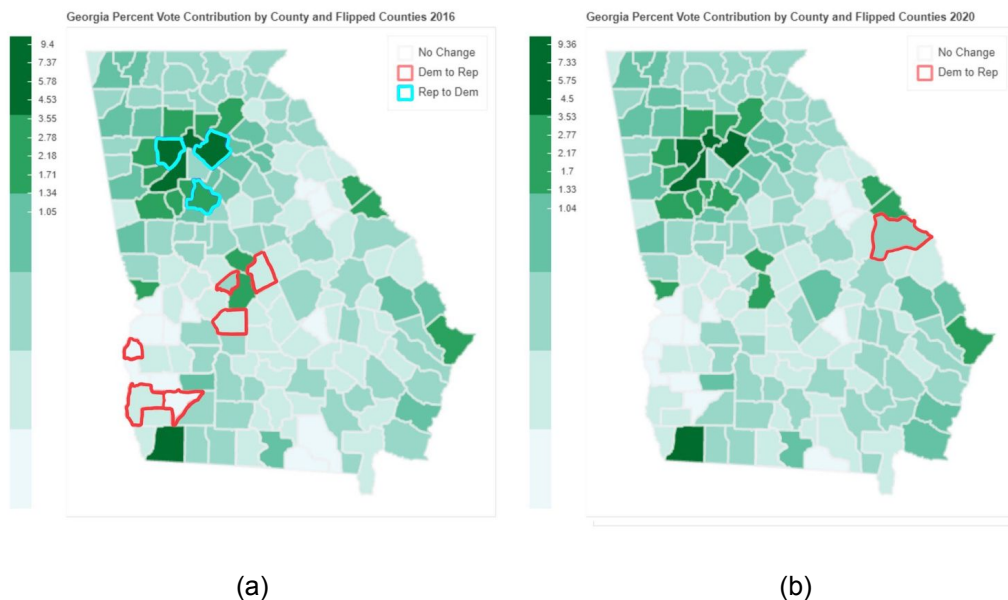 Georgia Percent Vote Contribution by County and Flipped Counties 2016
9.4
7.37
5.78
4.53
3.55
2.78
2.18
1.71
1.34
1.05
No Change
Dem to Rep
Rep to Dem
(a)
Georgia Percent Vote Contribution by County and Flipped Counties 2020
9.36
7.33
5.75
4.5
3.53
2.77
2.17
1.7
1.33
1.04
No Change
Dem to Rep
(b)